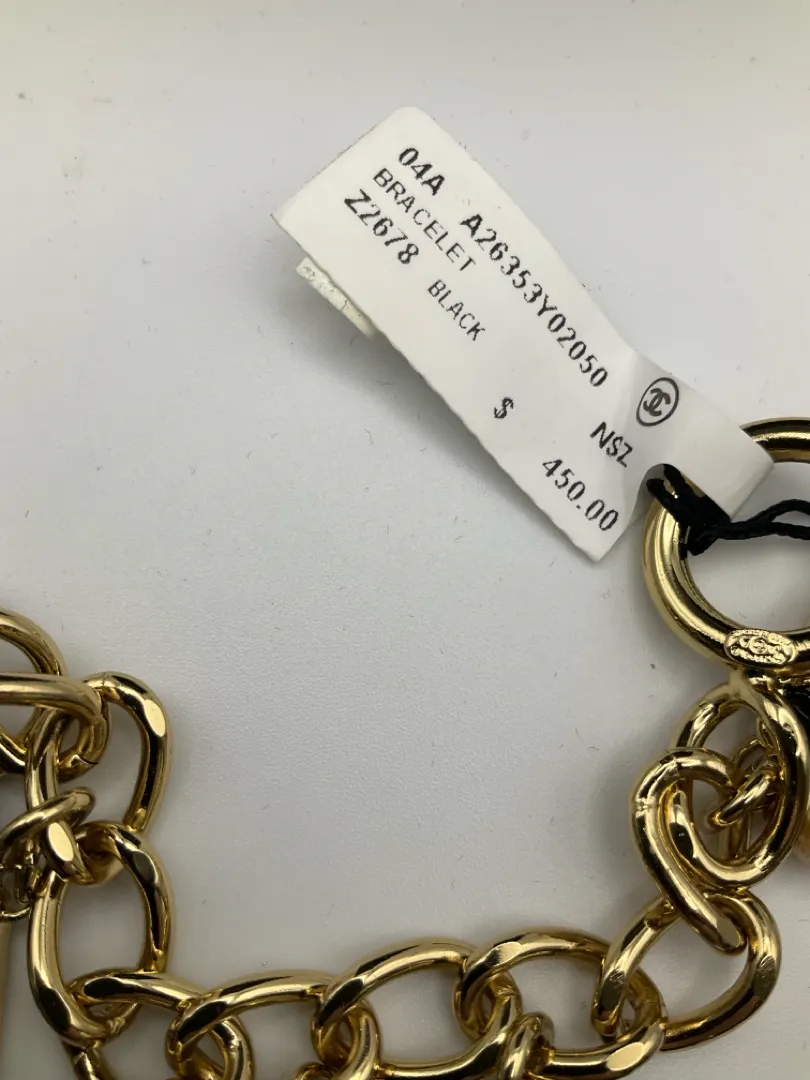 04A A26353Y02050
BRACELET NSZ
Z2678 BLACK
$ 450.00